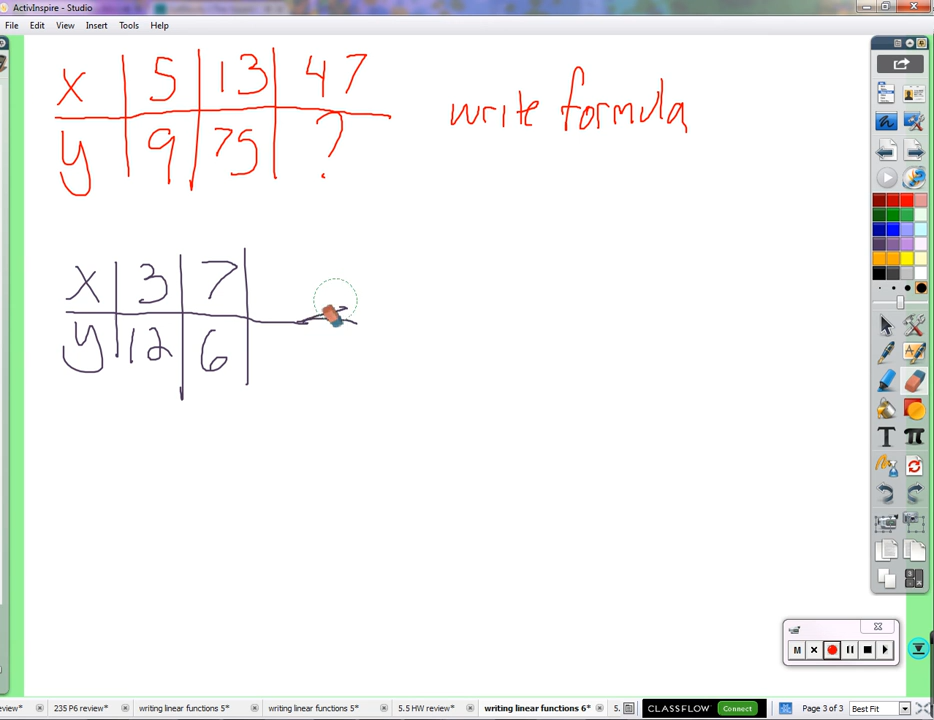 ActivInspire - Studio
File Edit View Insert Tools Help
x 5 13 47
y 9 75 ?
write formula
x 3 7
y 12 6
M
view* 235 P6 review* writing linear functions 5* writing linear functions 5* 5.5 HW review* writing linear functions 6* 5. CLASSFLOW Connect Page 3 of 3 Best Fit